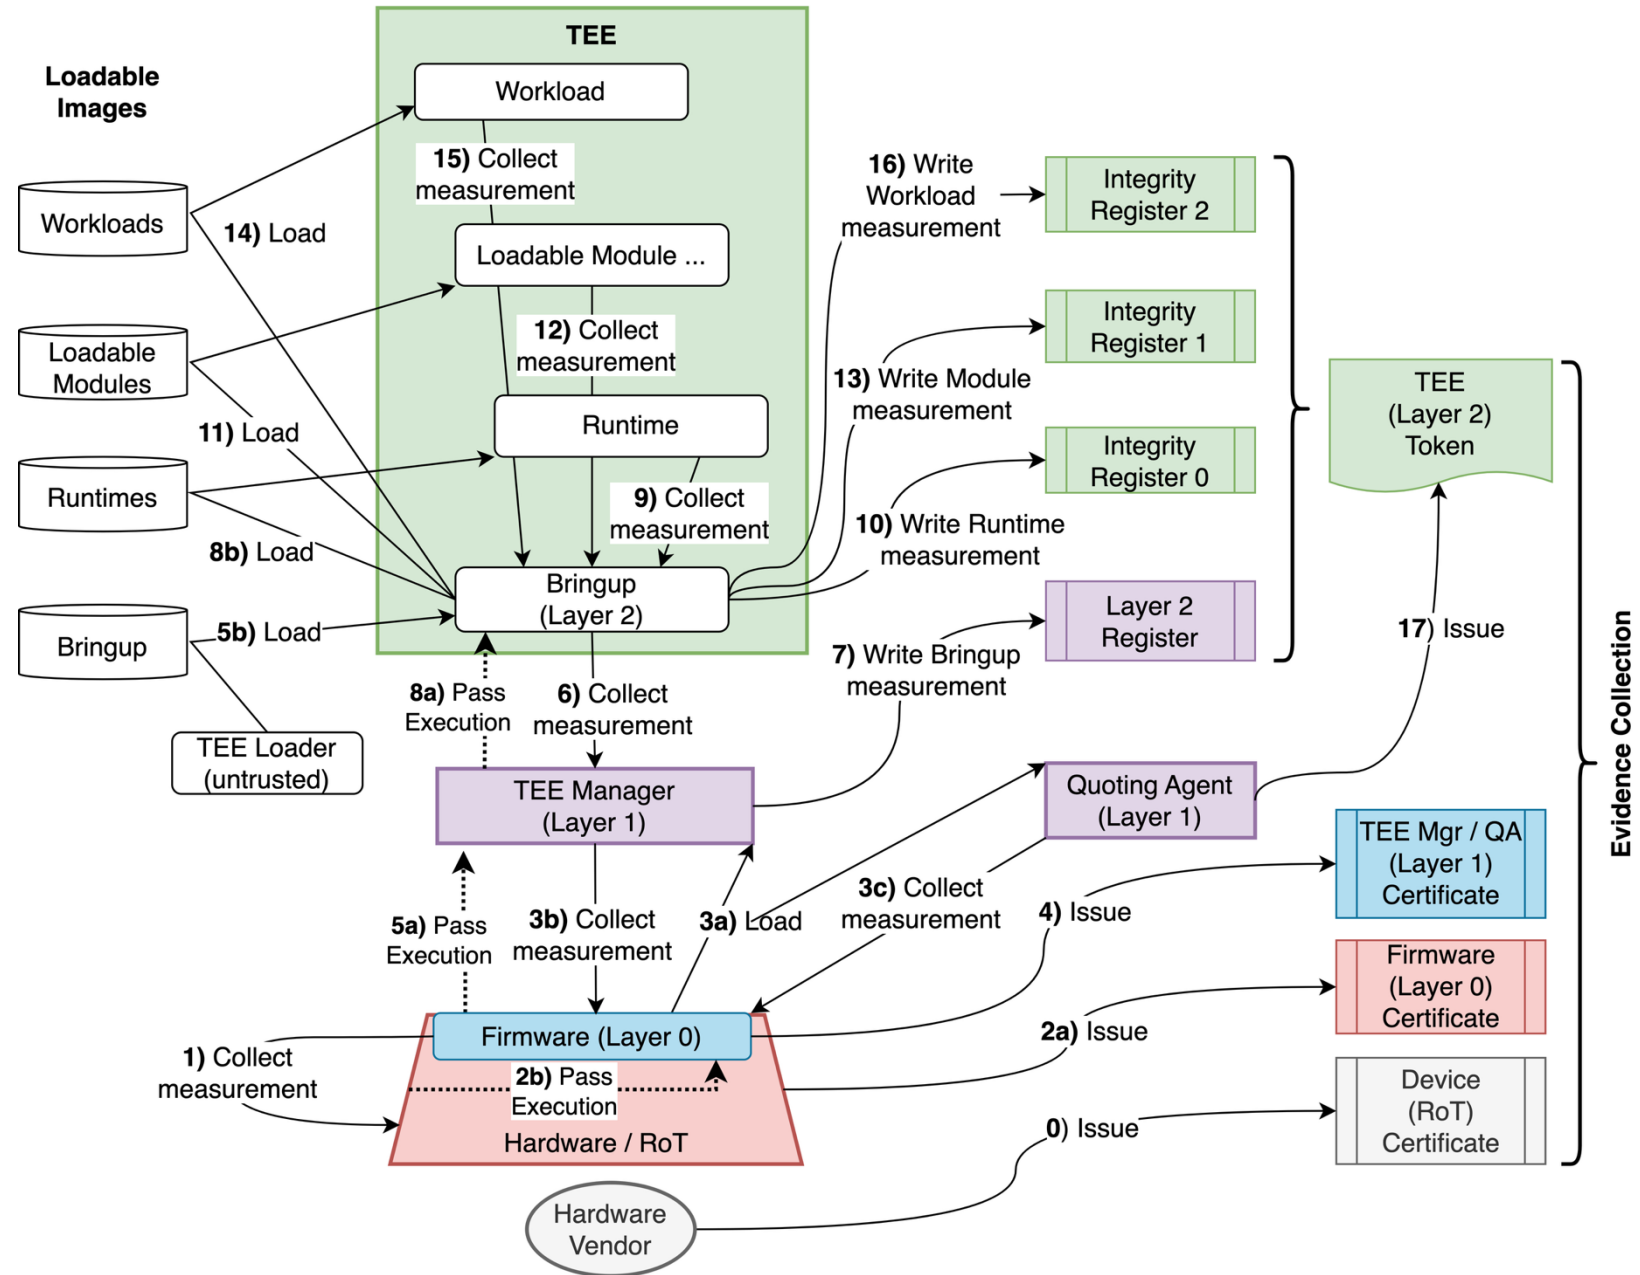 TEE
Loadable
Images
Workload
15) Collect
measurement
Workloads
14) Load
16) Write
Workload
measurement
Integrity
Register 2
Loadable Module ...
Loadable
Modules
12) Collect
measurement
Integrity
Register 1
13) Write Module
measurement
11) Load
Runtime
TEE
(Layer 2)
Token
Runtimes
9) Collect
measurement
Integrity
Register 0
10) Write Runtime
measurement
8b) Load
Bringup
(Layer 2)
Bringup
5b) Load
Layer 2
Register
7) Write Bringup
measurement
17) Issue
8a) Pass
Execution
6) Collect
measurement
TEE Loader
(untrusted)
TEE Manager
(Layer 1)
Quoting Agent
(Layer 1)
Evidence Collection
TEE Mgr / QA
(Layer 1)
Certificate
5a) Pass
Execution
3b) Collect
measurement
3a) Load
3c) Collect
measurement
4) Issue
Firmware
(Layer 0)
Certificate
Firmware (Layer 0)
2a) Issue
1) Collect
measurement
2b) Pass
Execution
Hardware / RoT
Device
(RoT)
Certificate
0) Issue
Hardware
Vendor